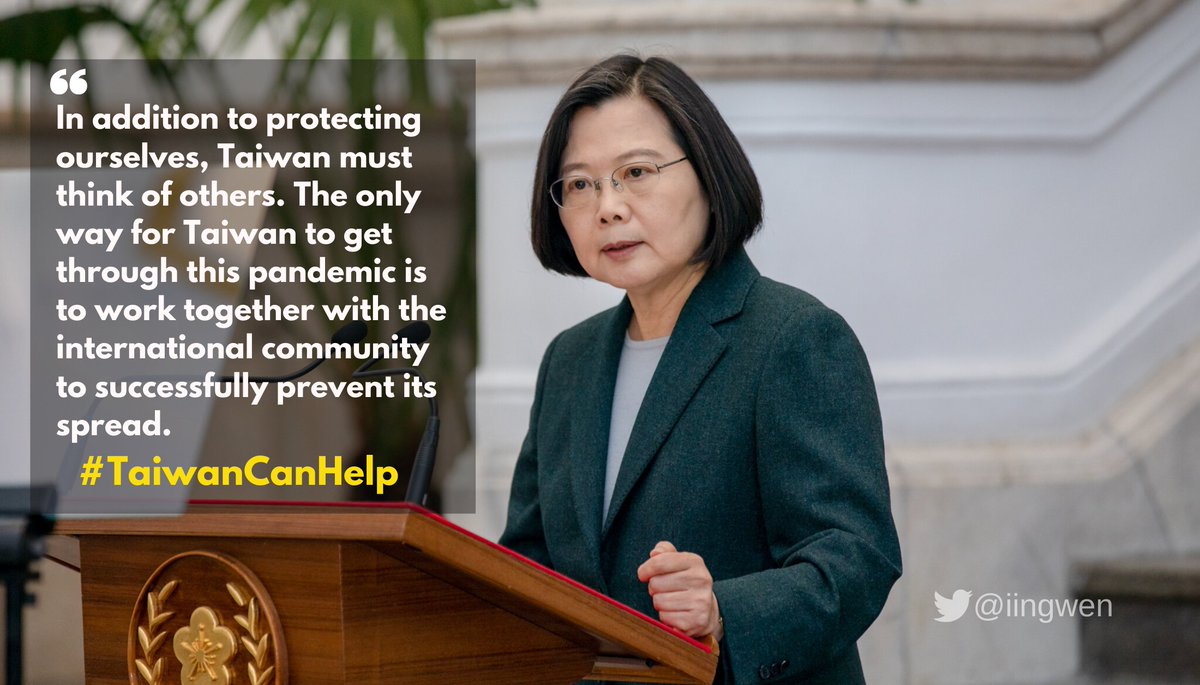 “
In addition to protecting
ourselves, Taiwan must
think of others. The only
way for Taiwan to get
through this pandemic is
to work together with the
international community
to successfully prevent its
spread.
#TaiwanCanHelp
@iingwen